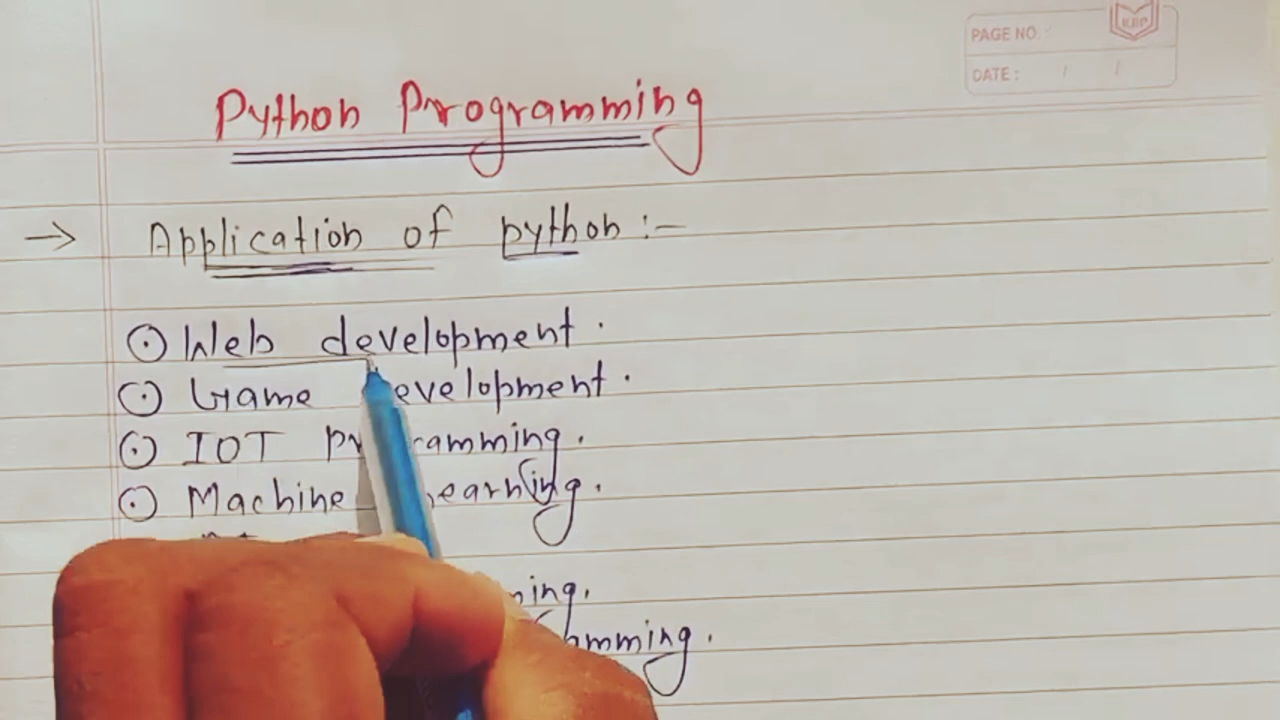 PAGE NO.:
DATE: / /
Python Programming
→ Application of python :-
⊙ Web development.
⊙ Game development.
⊙ IOT programming.
⊙ Machine learning.